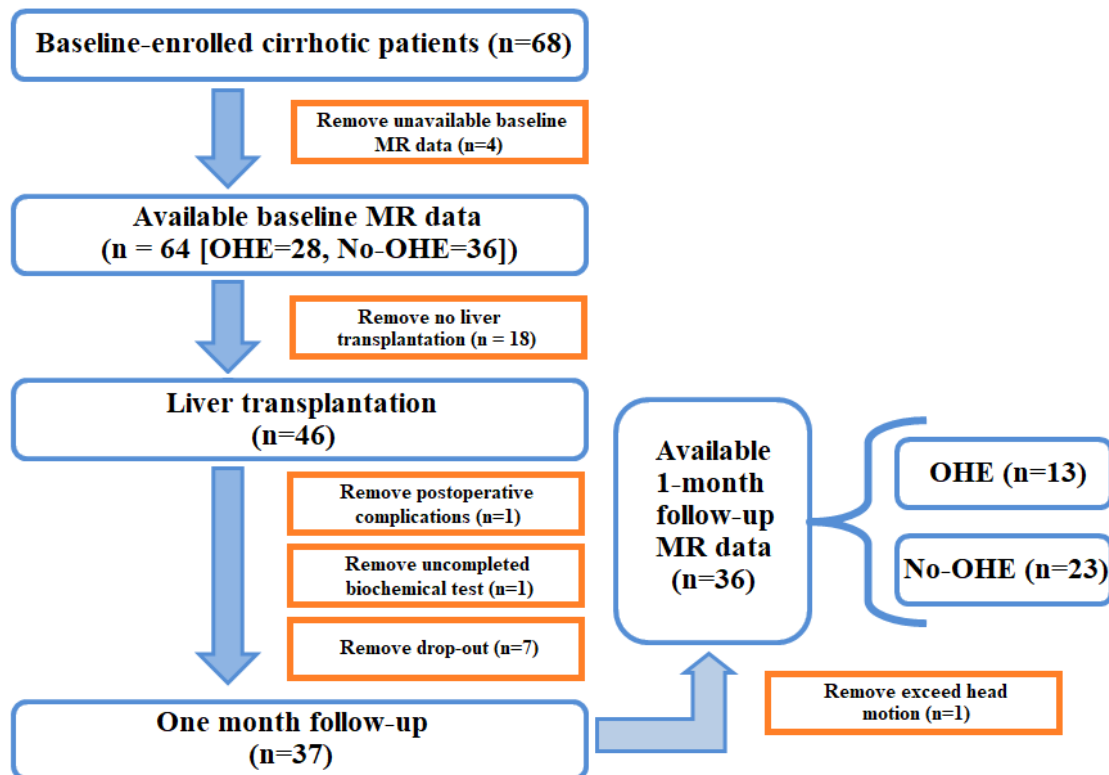 Baseline-enrolled cirrhotic patients (n=68)
Remove unavailable baseline
MR data (n=4)
Available baseline MR data
(n = 64 [OHE=28, No-OHE=36])
Remove no liver
transplantation (n = 18)
Liver transplantation
(n=46)
Remove postoperative
complications (n=1)
Remove uncompleted
biochemical test (n=1)
Remove drop-out (n=7)
One month follow-up
(n=37)
Remove exceed head
motion (n=1)
Available
1-month
follow-up
MR data
(n=36)
OHE (n=13)
No-OHE (n=23)